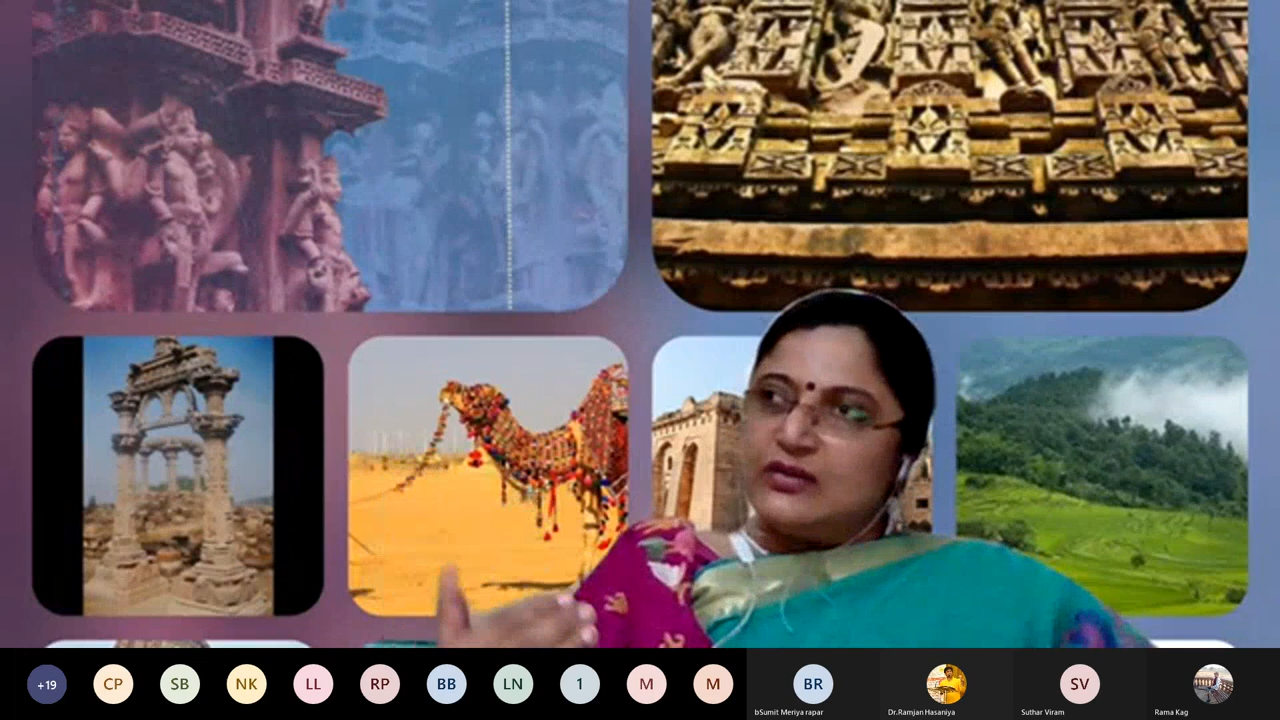 +19
CP
SB
NK
LL
RP
BB
LN
1
M
M
BR
SV
bSumit Meriya rapar
Dr.Ramjan Hasaniya
Suthar Viram
Rama Kag